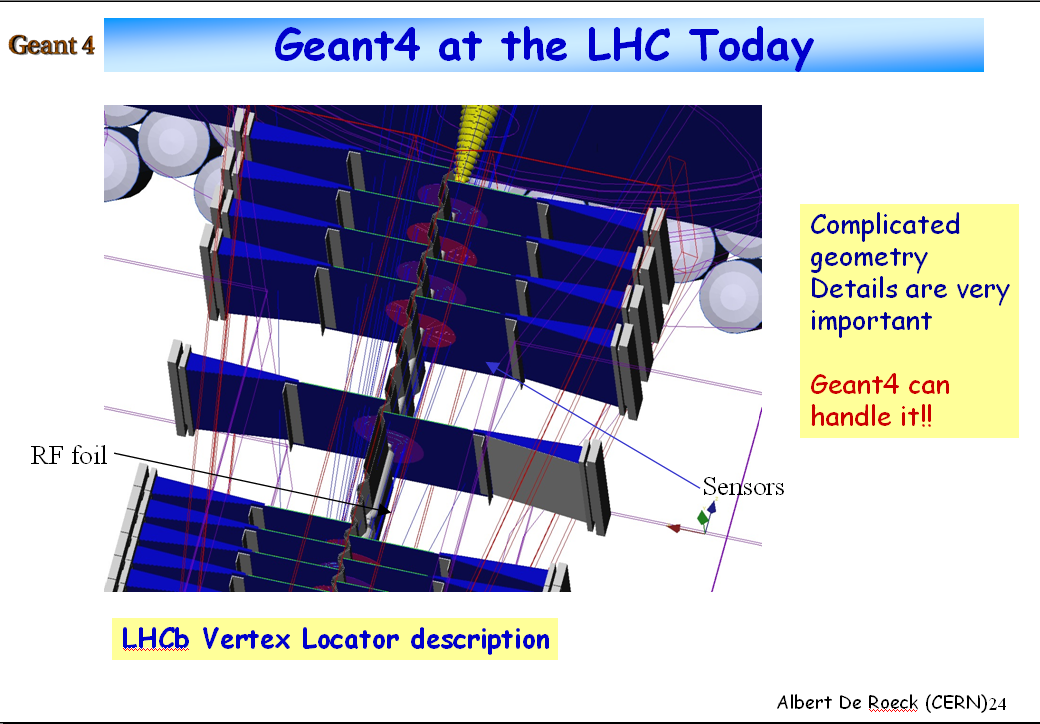 Geant 4
Geant4 at the LHC Today
Complicated
geometry
Details are very
important
Geant4 can
handle it!!
RF foil
Sensors
LHCb Vertex Locator description
Albert De Roeck (CERN)24